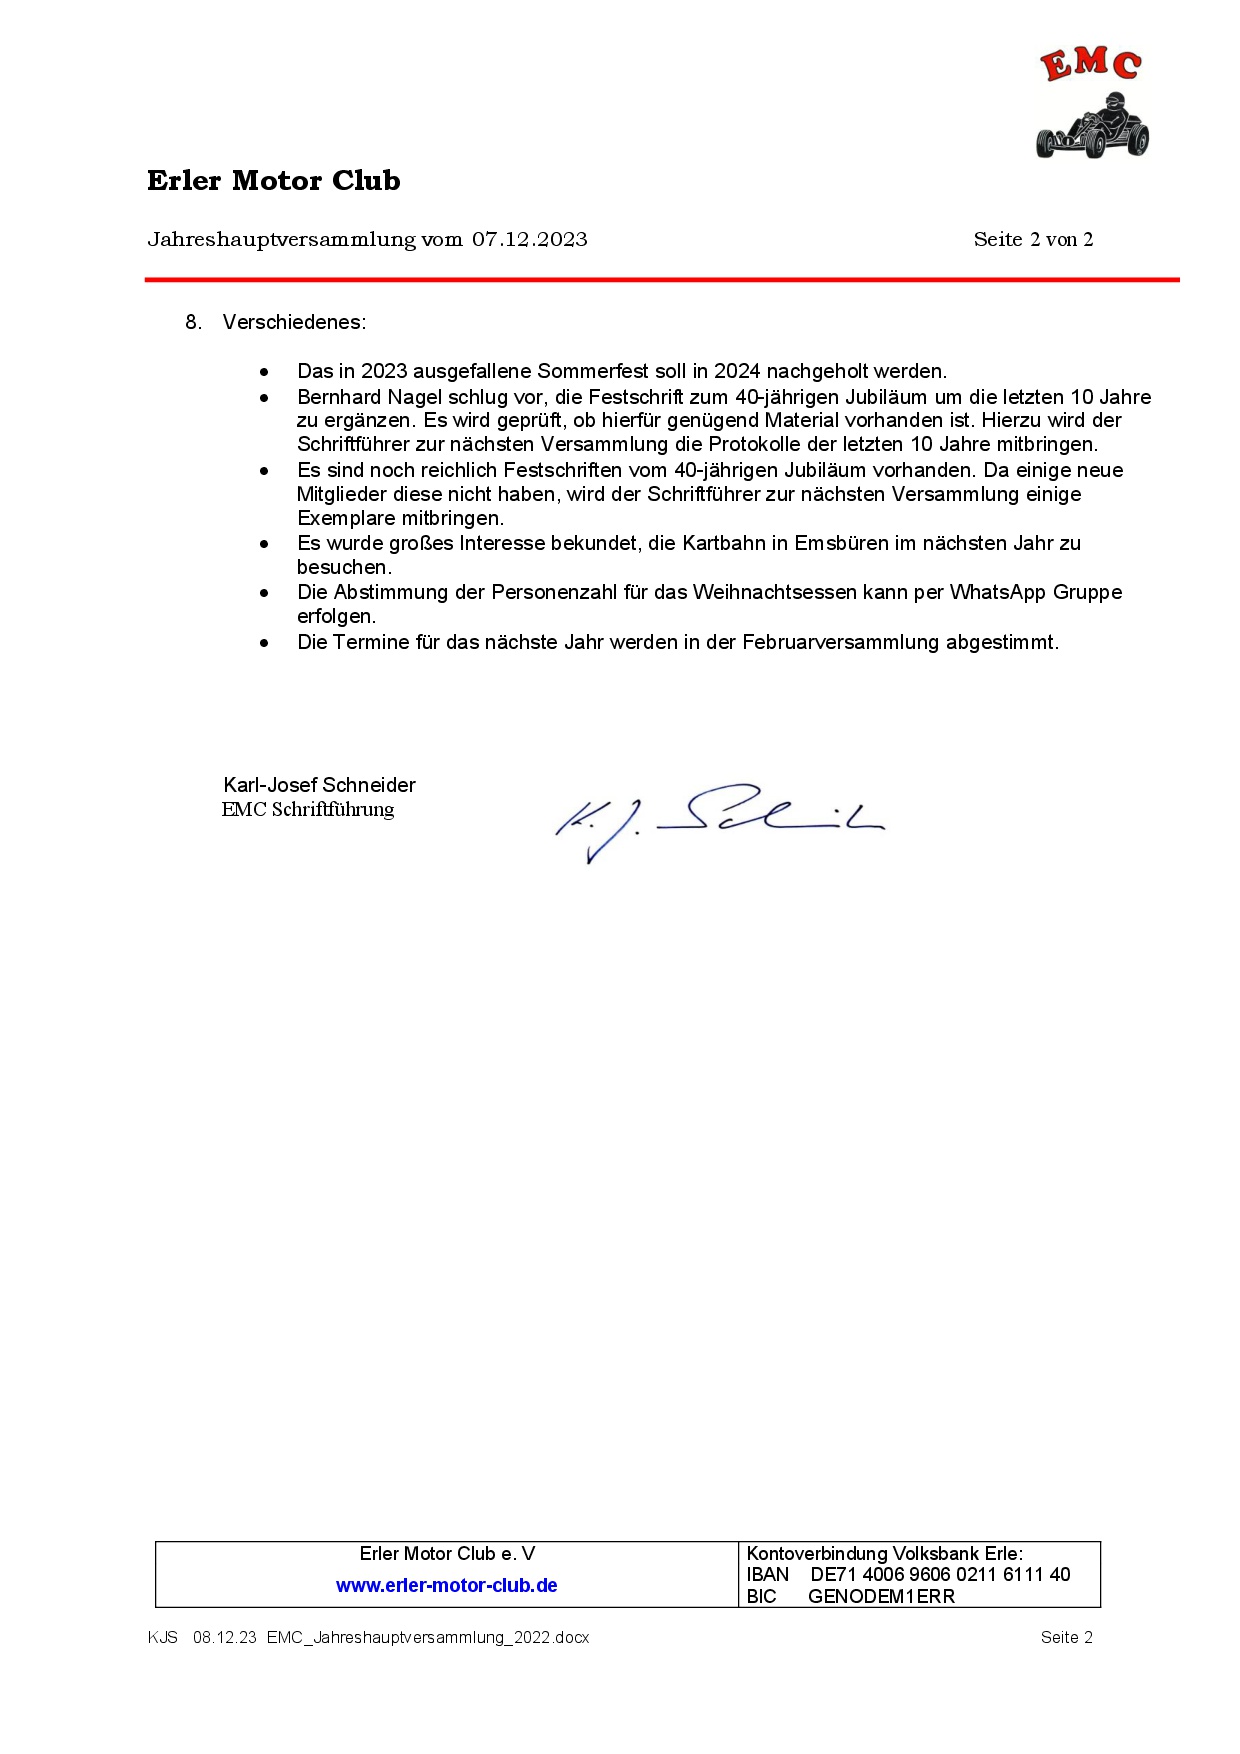 EMC
Erler Motor Club
Jahreshauptversammlung vom 07.12.2023 Seite 2 von 2
8. Verschiedenes:
• Das in 2023 ausgefallene Sommerfest soll in 2024 nachgeholt werden.
• Bernhard Nagel schlug vor, die Festschrift zum 40-jährigen Jubiläum um die letzten 10 Jahre
zu ergänzen. Es wird geprüft, ob hierfür genügend Material vorhanden ist. Hierzu wird der
Schriftführer zur nächsten Versammlung die Protokolle der letzten 10 Jahre mitbringen.
• Es sind noch reichlich Festschriften vom 40-jährigen Jubiläum vorhanden. Da einige neue
Mitglieder diese nicht haben, wird der Schriftführer zur nächsten Versammlung einige
Exemplare mitbringen.
• Es wurde großes Interesse bekundet, die Kartbahn in Emsbüren im nächsten Jahr zu
besuchen.
• Die Abstimmung der Personenzahl für das Weihnachtsessen kann per WhatsApp Gruppe
erfolgen.
• Die Termine für das nächste Jahr werden in der Februarversammlung abgestimmt.
Karl-Josef Schneider
EMC Schriftführung
K. J.
Erler Motor Club e. V
www.erler-motor-club.de
Kontoverbindung Volksbank Erle:
IBAN DE71 4006 9606 0211 6111 40
BIC GENODEM1ERR
KJS 08.12.23 EMC_Jahreshauptversammlung_2022.docx Seite 2